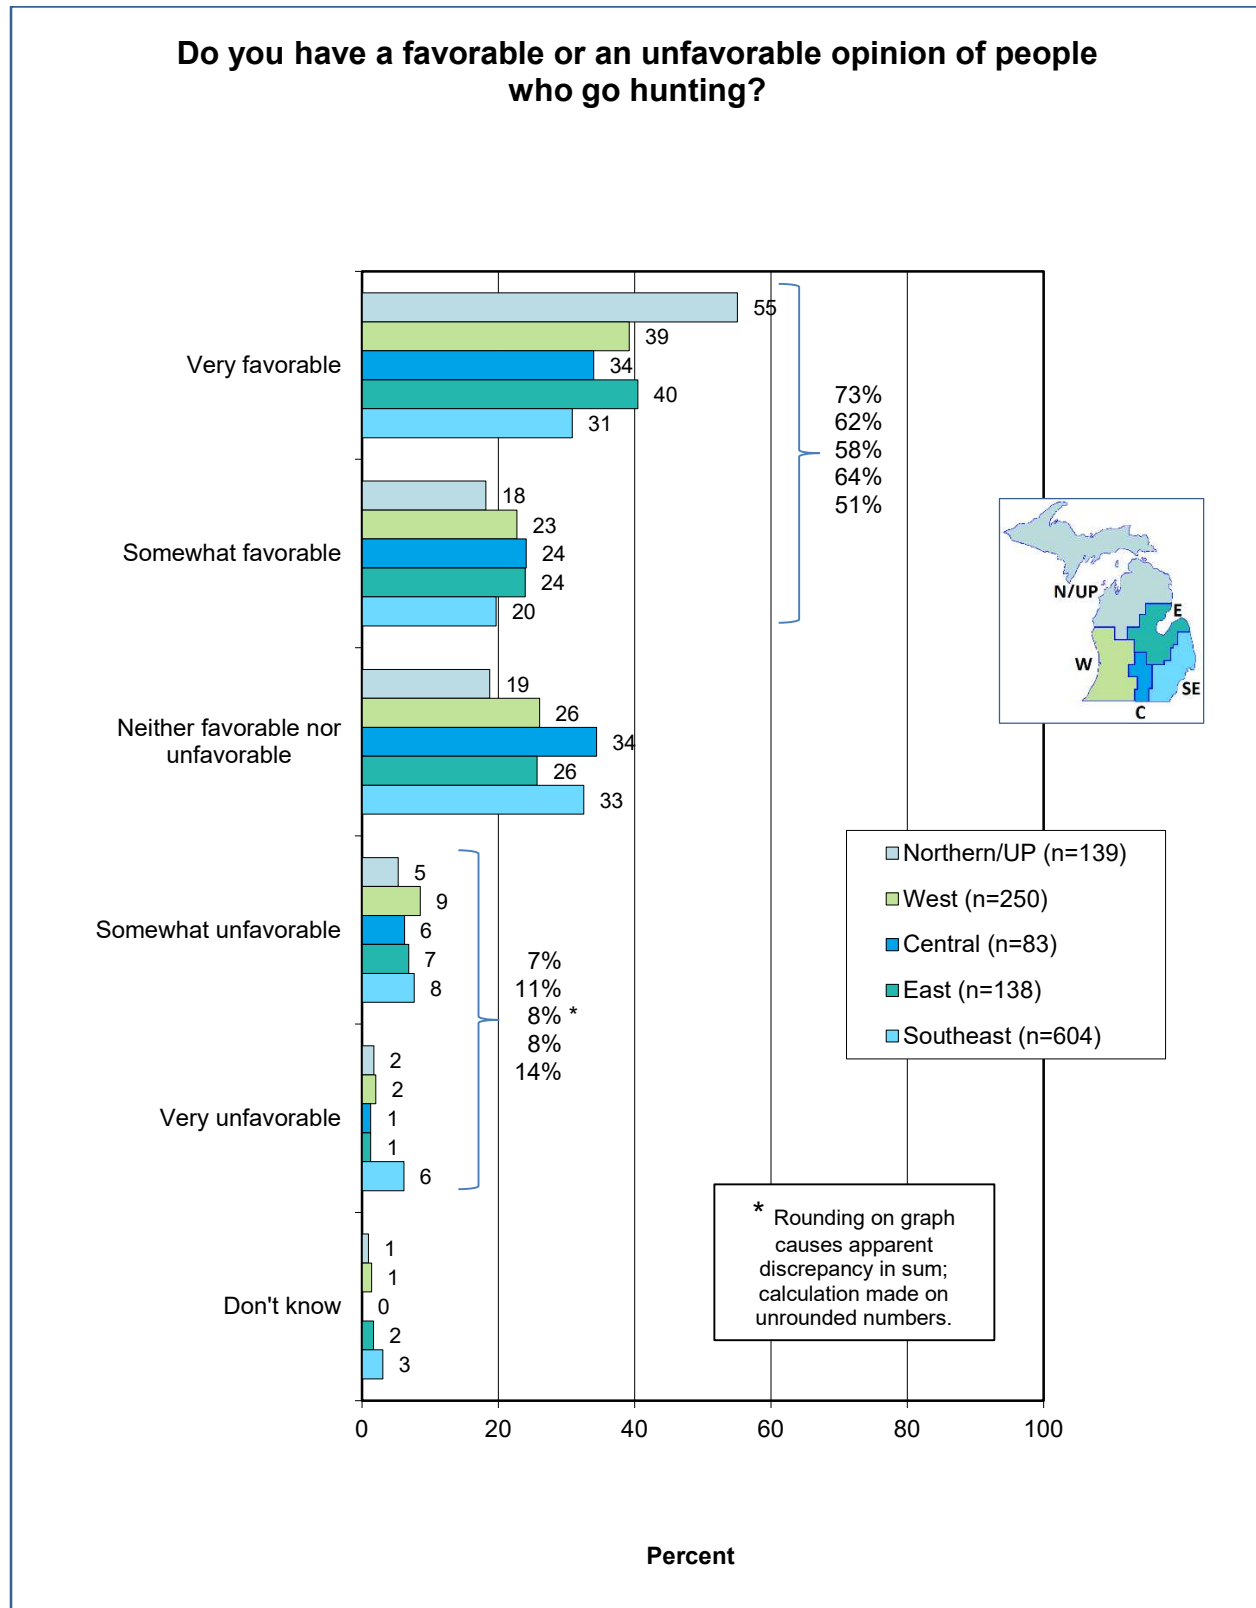 Do you have a favorable or an unfavorable opinion of people
who go hunting?
Very favorable
55
39
34
40
31
73%
62%
58%
64%
51%
Somewhat favorable
18
23
24
24
20
N/UP
E
W
SE
C
Neither favorable nor
unfavorable
19
26
34
26
33
Northern/UP (n=139)
West (n=250)
Central (n=83)
East (n=138)
Southeast (n=604)
Somewhat unfavorable
5
9
6
7
8
7%
11%
8% *
8%
14%
Very unfavorable
2
2
1
1
6
* Rounding on graph
causes apparent
discrepancy in sum;
calculation made on
unrounded numbers.
Don't know
1
1
0
2
3
0 20 40 60 80 100
Percent